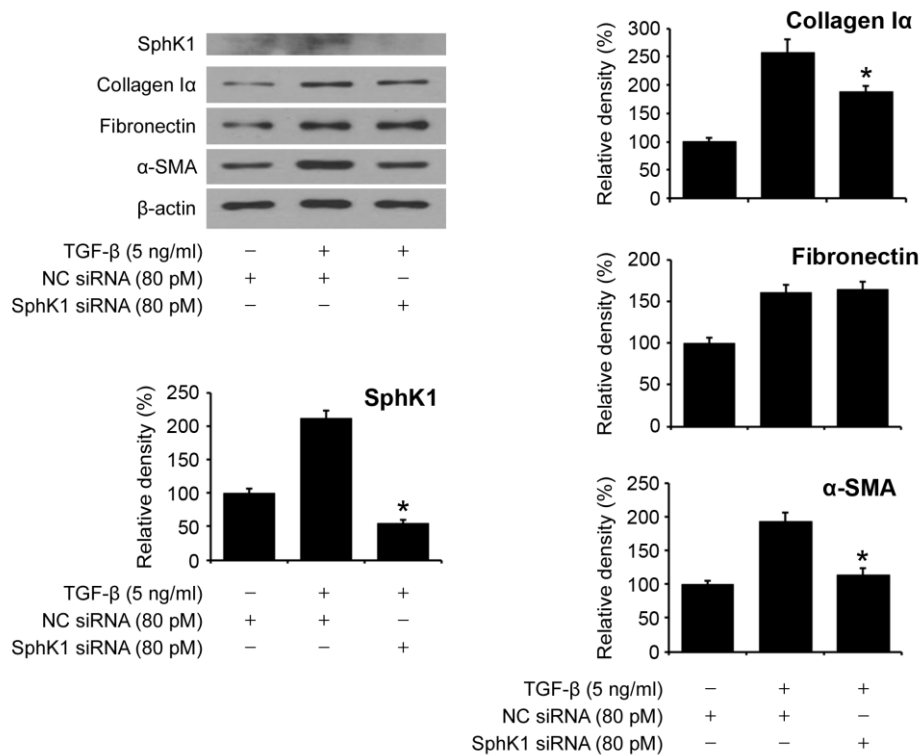 SphK1
Collagen Iα
Fibronectin
α-SMA
β-actin
TGF-β (5 ng/ml) – + +
NC siRNA (80 pM) + + –
SphK1 siRNA (80 pM) – – +
SphK1
Relative density (%)
250
200
150
100
50
0
*
TGF-β (5 ng/ml) – + +
NC siRNA (80 pM) + + –
SphK1 siRNA (80 pM) – – +
Collagen Iα
Relative density (%)
300
250
200
150
100
50
0
*
Fibronectin
Relative density (%)
200
150
100
50
0
α-SMA
Relative density (%)
250
200
150
100
50
0
*
TGF-β (5 ng/ml) – + +
NC siRNA (80 pM) + + –
SphK1 siRNA (80 pM) – – +